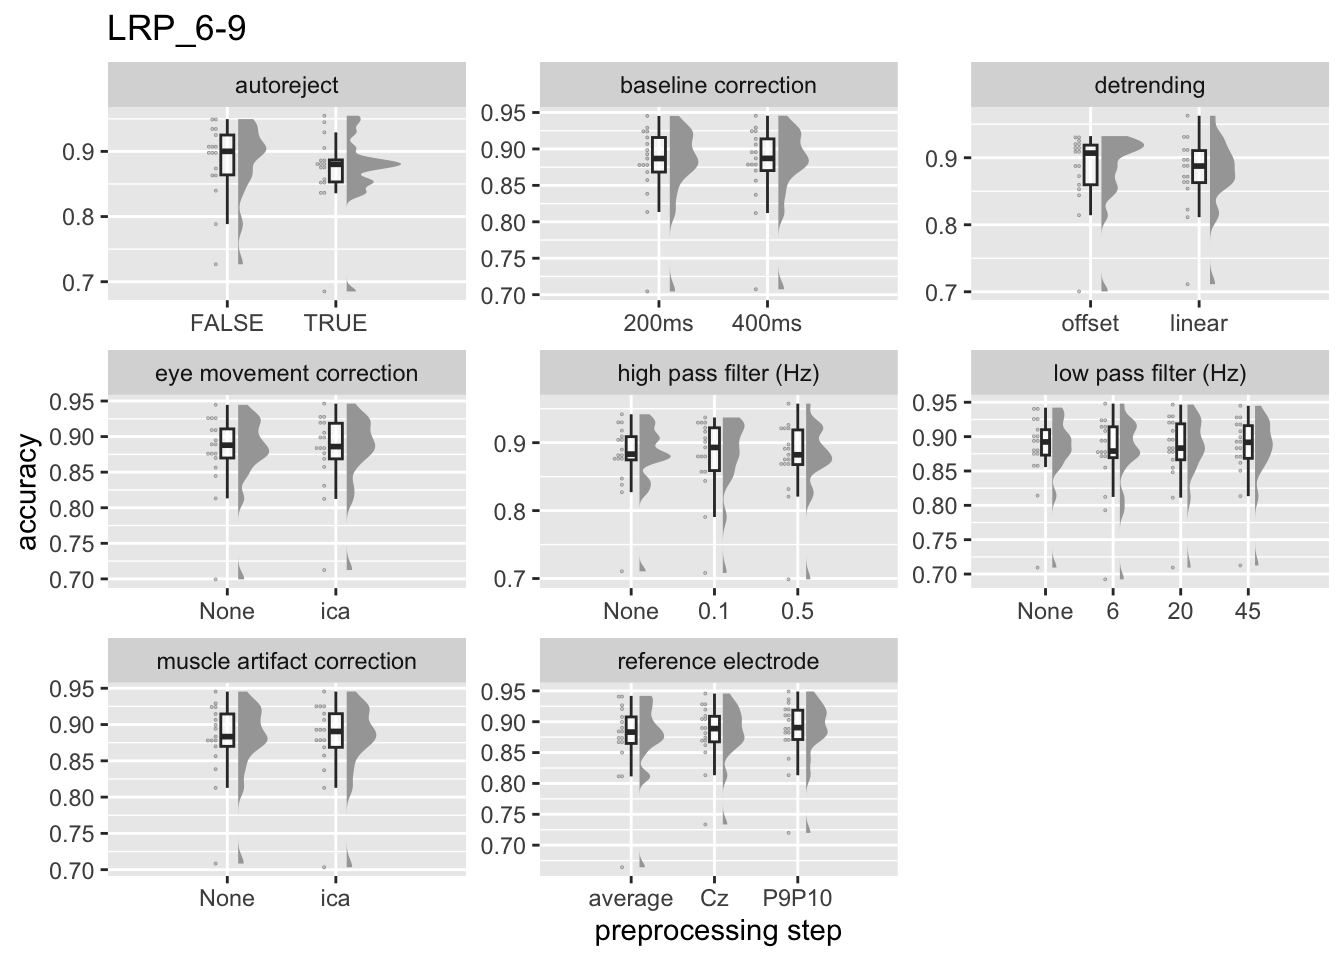 LRP_6-9
autoreject
baseline correction
detrending
0.9
0.8
0.7
0.95
0.90
0.85
0.80
0.75
0.70
0.9
0.8
0.7
FALSE TRUE
200ms 400ms
offset linear
eye movement correction
high pass filter (Hz)
low pass filter (Hz)
0.95
0.90
0.85
0.80
0.75
0.70
0.9
0.8
0.7
0.95
0.90
0.85
0.80
0.75
0.70
None ica
None 0.1 0.5
None 6 20 45
accuracy
muscle artifact correction
reference electrode
0.95
0.90
0.85
0.80
0.75
0.70
0.95
0.90
0.85
0.80
0.75
0.70
None ica
average Cz P9P10
preprocessing step